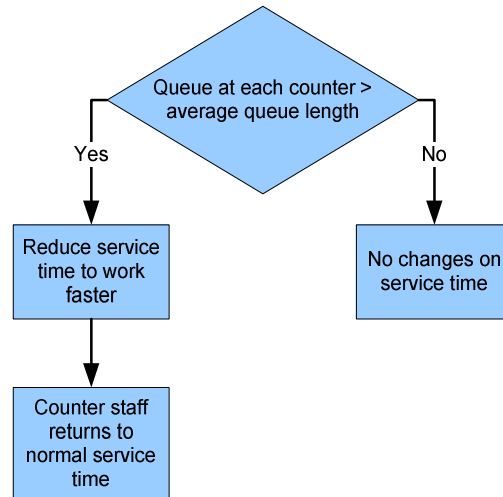 Queue at each counter >
average queue length
Yes
No
Reduce service
time to work
faster
No changes on
service time
Counter staff
returns to
normal service
time